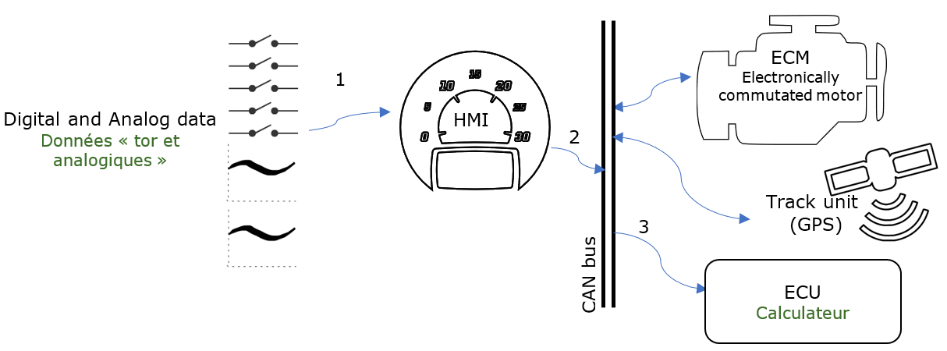 Digital and Analog data
Données « tor et
analogiques »
1
HMI
0
5
10
15
20
25
30
2
CAN bus
ECM
Electronically
commutated motor
Track unit
(GPS)
3
ECU
Calculateur